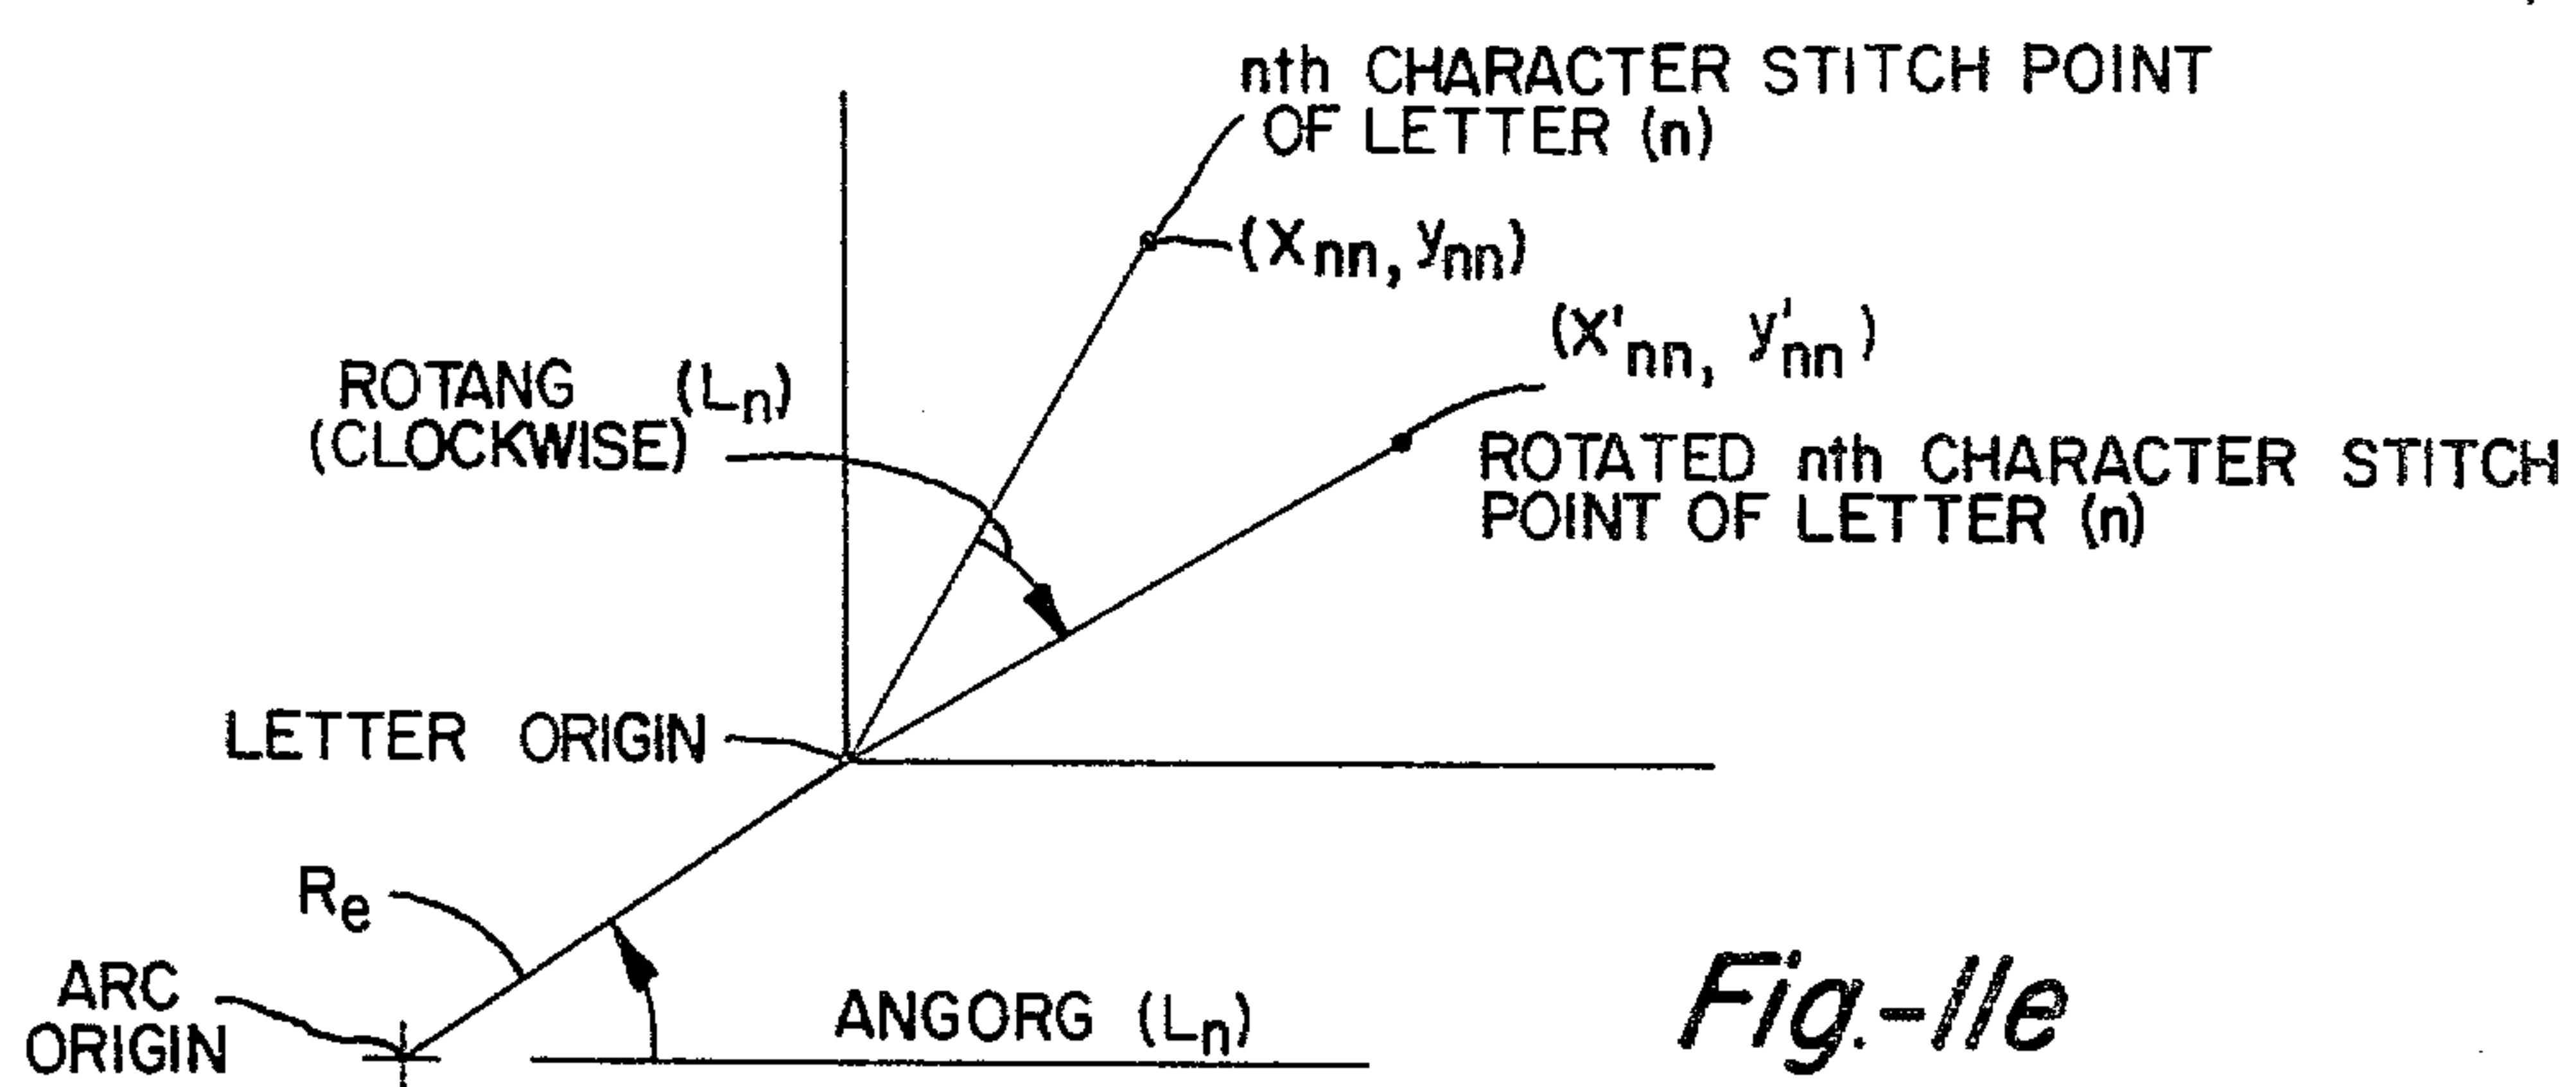 nth CHARACTER STITCH POINT
OF LETTER (n)
(Xnn, ynn)
(X'nn, y'nn)
ROTANG (Ln)
(CLOCKWISE)
ROTATED nth CHARACTER STITCH
POINT OF LETTER (n)
LETTER ORIGIN
Re
ARC
ORIGIN
ANGORG (Ln)
Fig.-11e